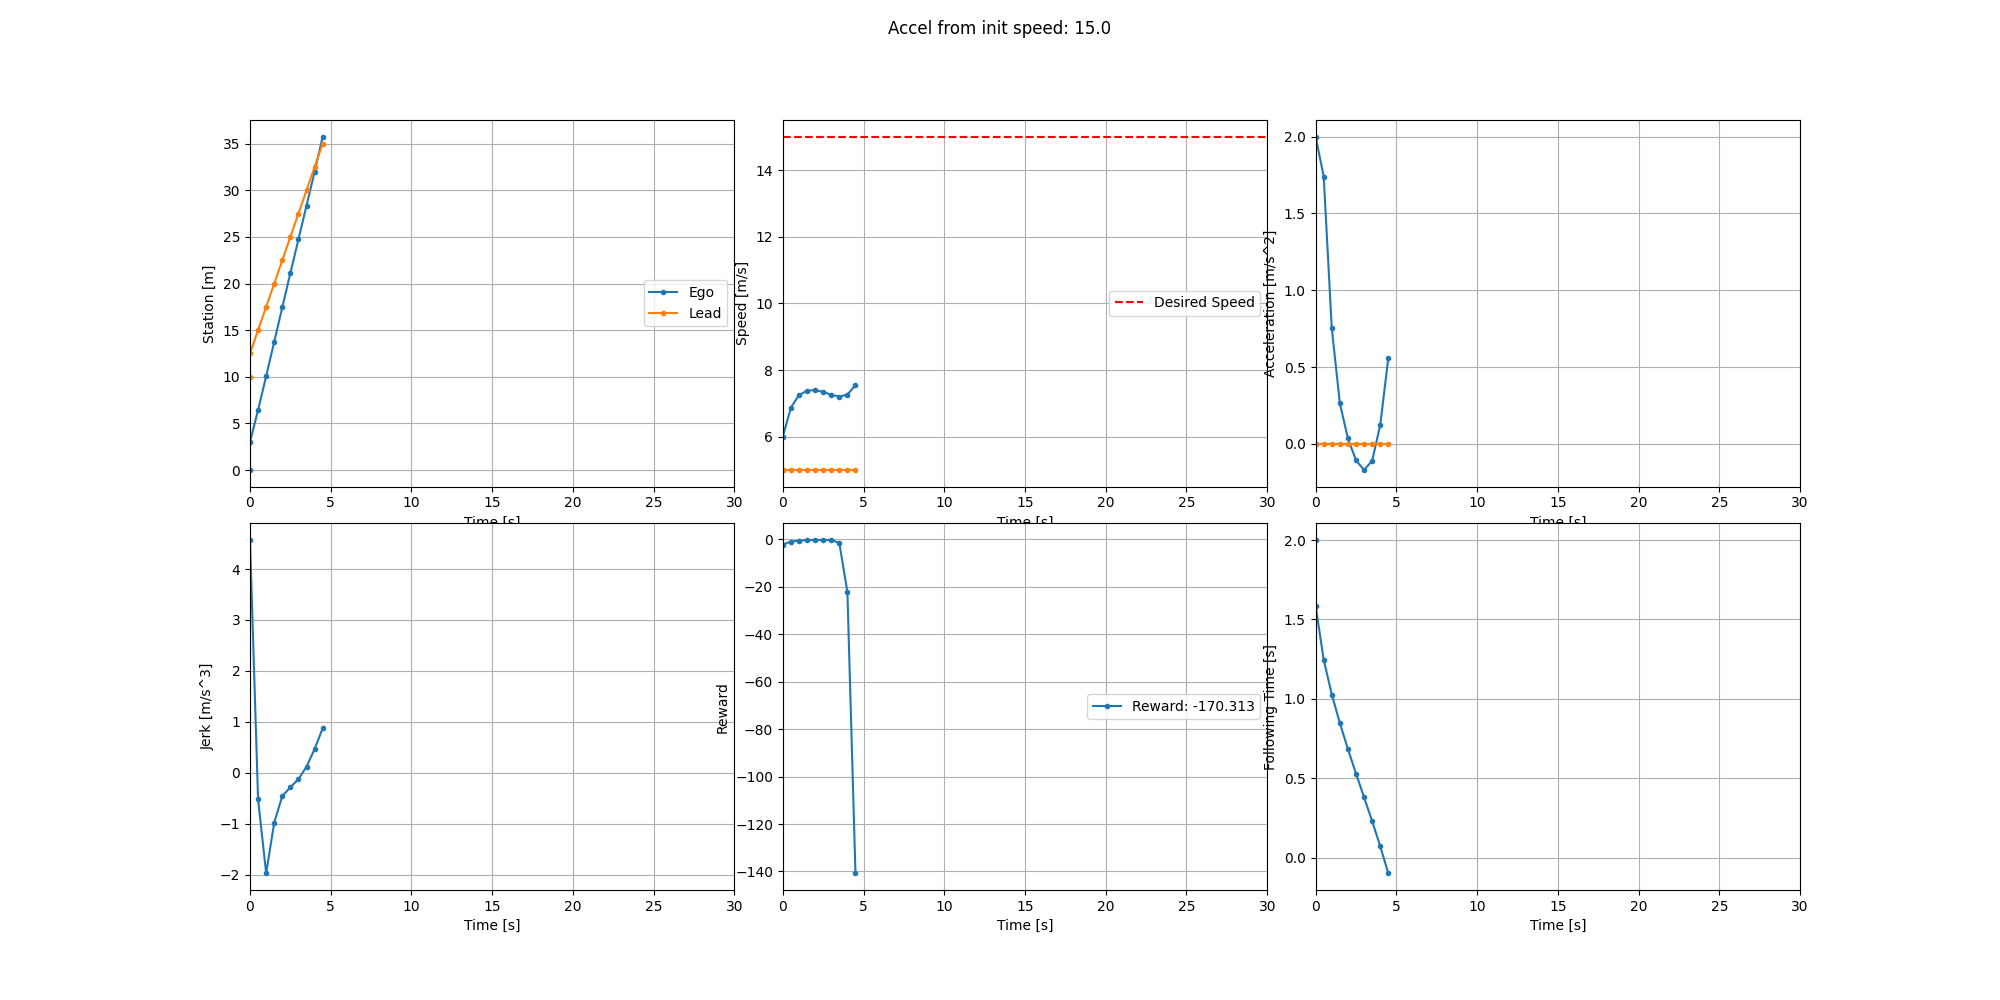 Accel from init speed: 15.0
35
30
25
20
15
10
5
0
Station [m]
Ego
Lead
0 5 10 15 20 25 30
Time [s]
14
12
10
8
6
Speed [m/s]
Desired Speed
0 5 10 15 20 25 30
Time [s]
2.0
1.5
1.0
0.5
0.0
Acceleration [m/s^2]
0 5 10 15 20 25 30
Time [s]
4
3
2
1
0
−1
−2
Jerk [m/s^3]
0 5 10 15 20 25 30
Time [s]
0
−20
−40
−60
−80
−100
−120
−140
Reward
Reward: -170.313
0 5 10 15 20 25 30
Time [s]
2.0
1.5
1.0
0.5
0.0
Following Time [s]
0 5 10 15 20 25 30
Time [s]